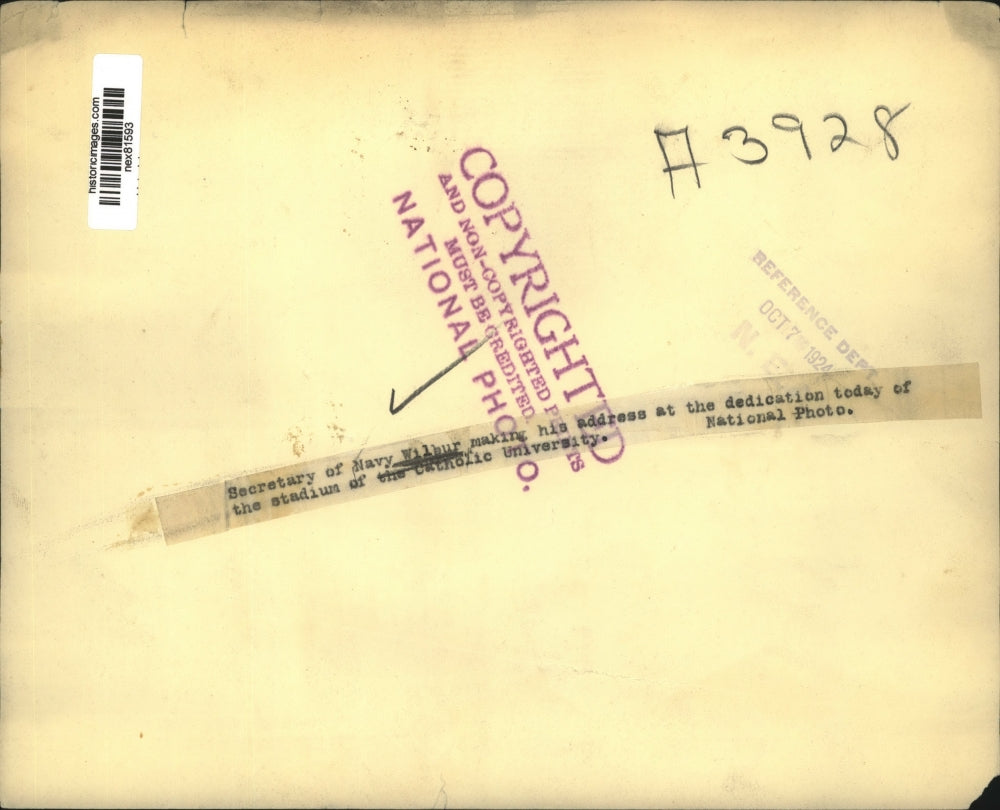 historicimages.com
nex81593
A 3928
COPYRIGHTED
AND NON-COPYRIGHTED
MUST BE CREDITED
NATIONAL PHOTO.
REFERENCE DEPT
OCT 7 1924
N. E.
Secretary of Navy Wilbur making his address at the dedication today of
the stadium of the Catholic University. National Photo.